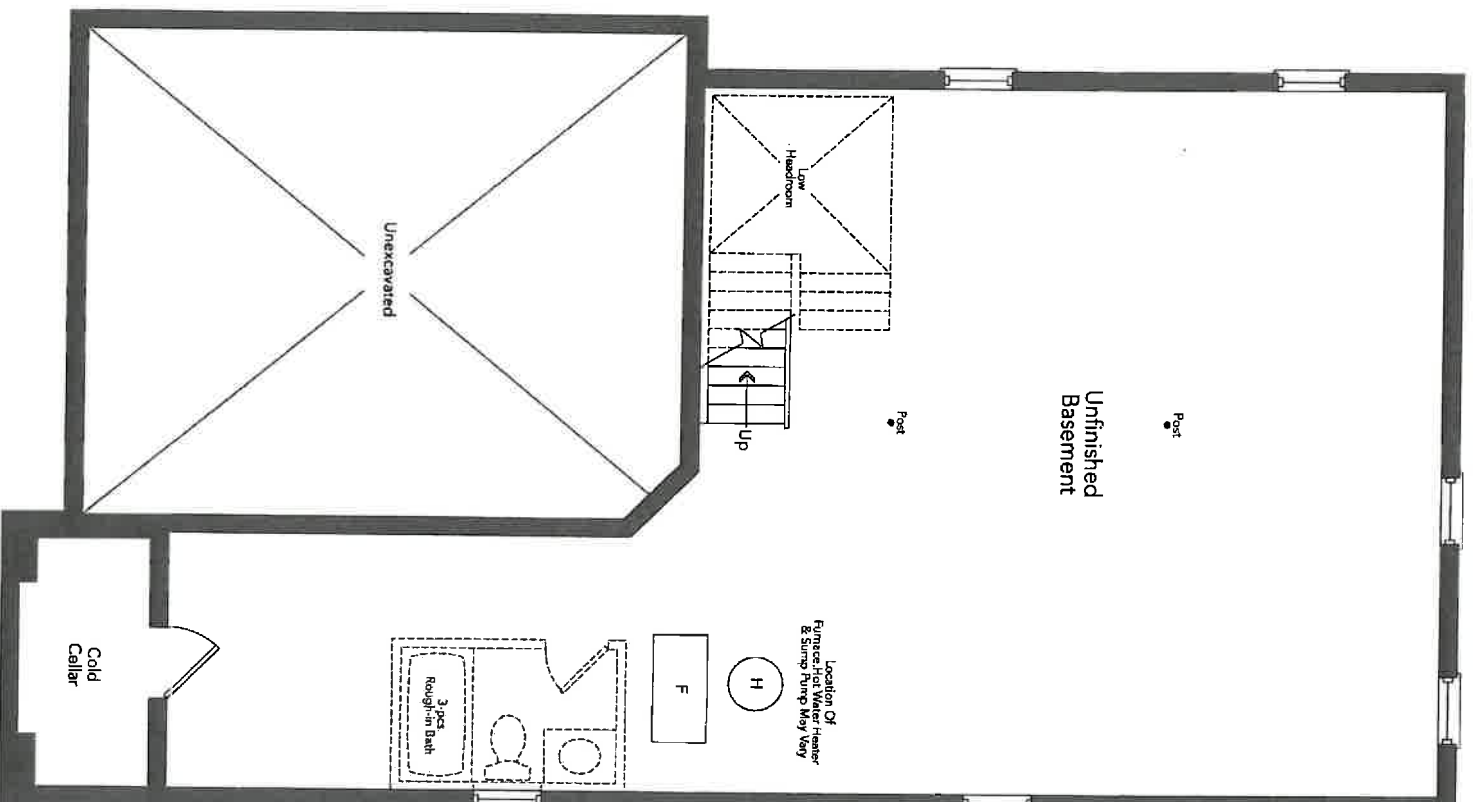 Low
Headroom
Unexcavated
Up
Post
Post
Unfinished
Basement
Location Of
Furnace,Hot Water Heater
& Sump Pump May Vary
H
F
3-pcs
Rough-in Bath
Cold
Cellar